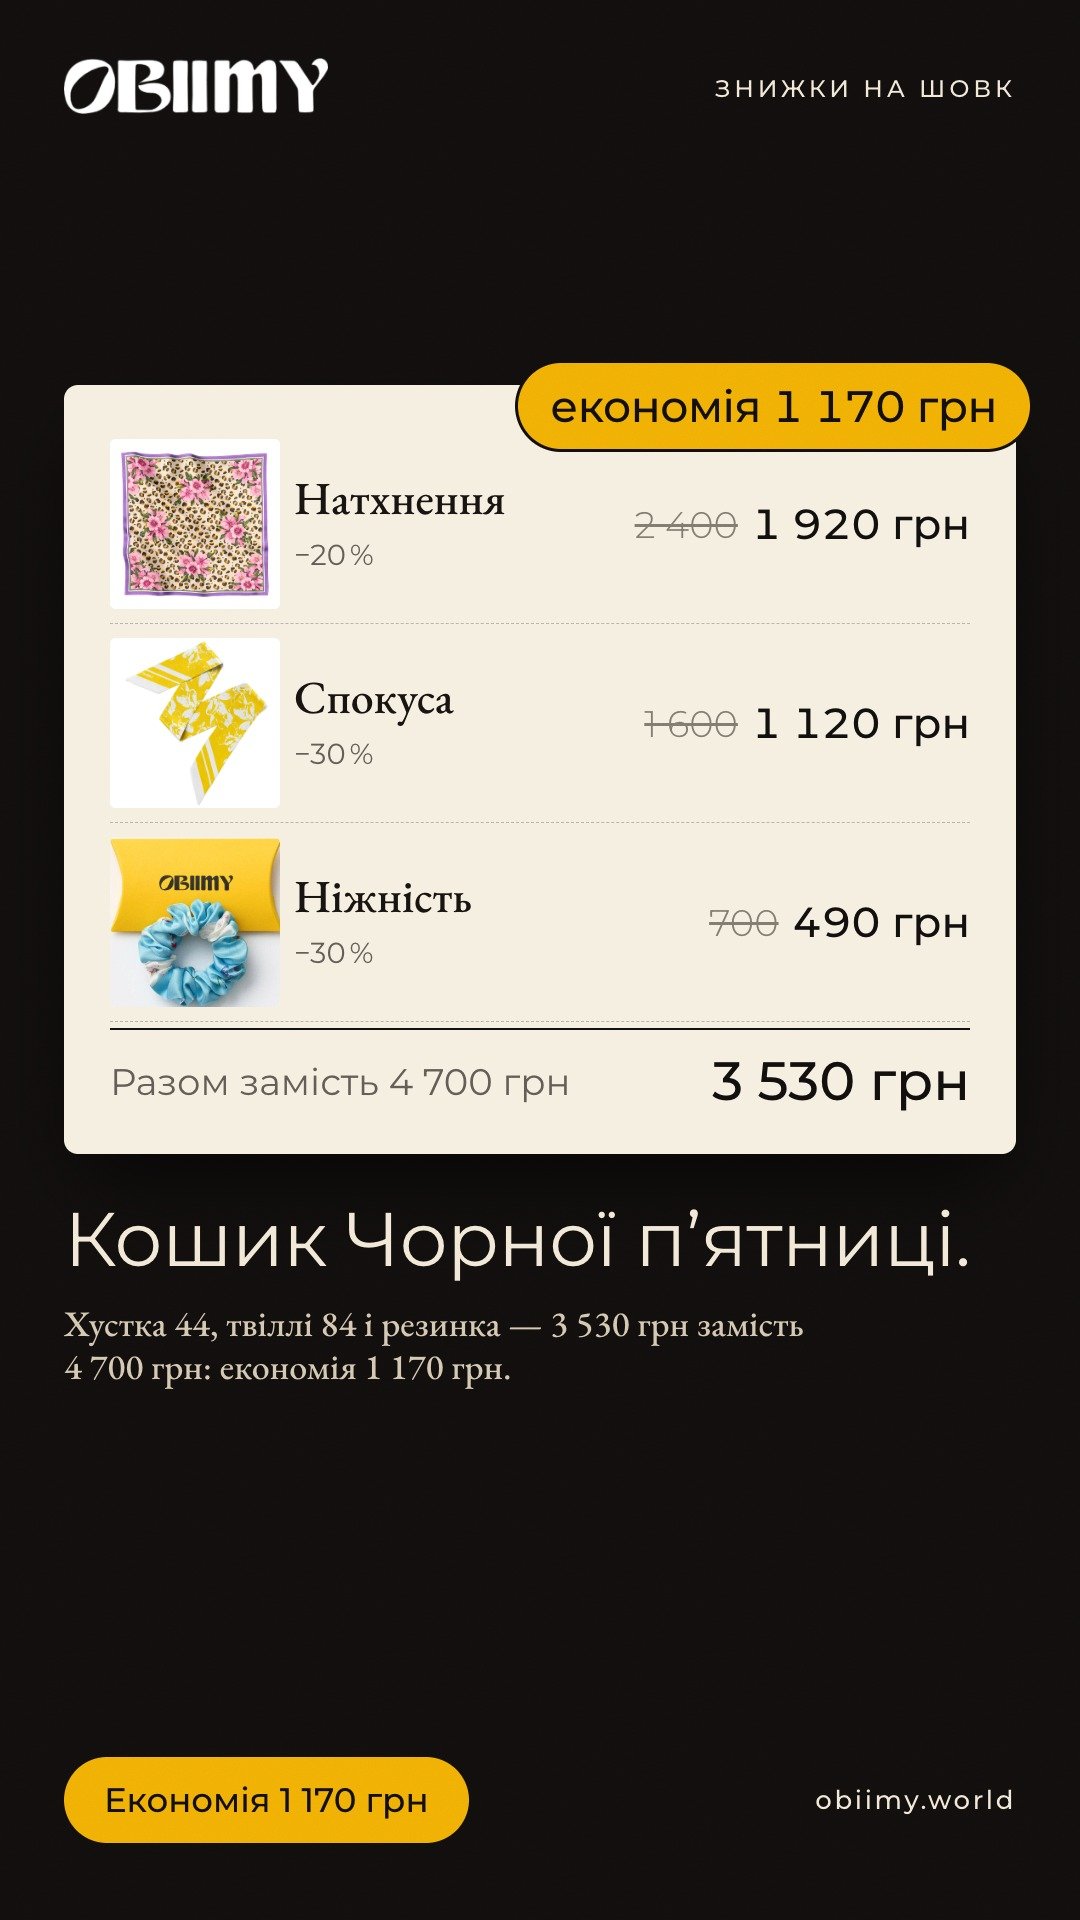 OBIIMY
ЗНИЖКИ НА ШОВК
економія 1 170 грн
Натхнення
−20 %
2 400 1 920 грн
Спокуса
−30 %
1 600 1 120 грн
OBIIMY
Ніжність
−30 %
700 490 грн
Разом замість 4 700 грн 3 530 грн
Кошик Чорної п’ятниці.
Хустка 44, твіллі 84 і резинка — 3 530 грн замість
4 700 грн: економія 1 170 грн.
Економія 1 170 грн
obiimy.world